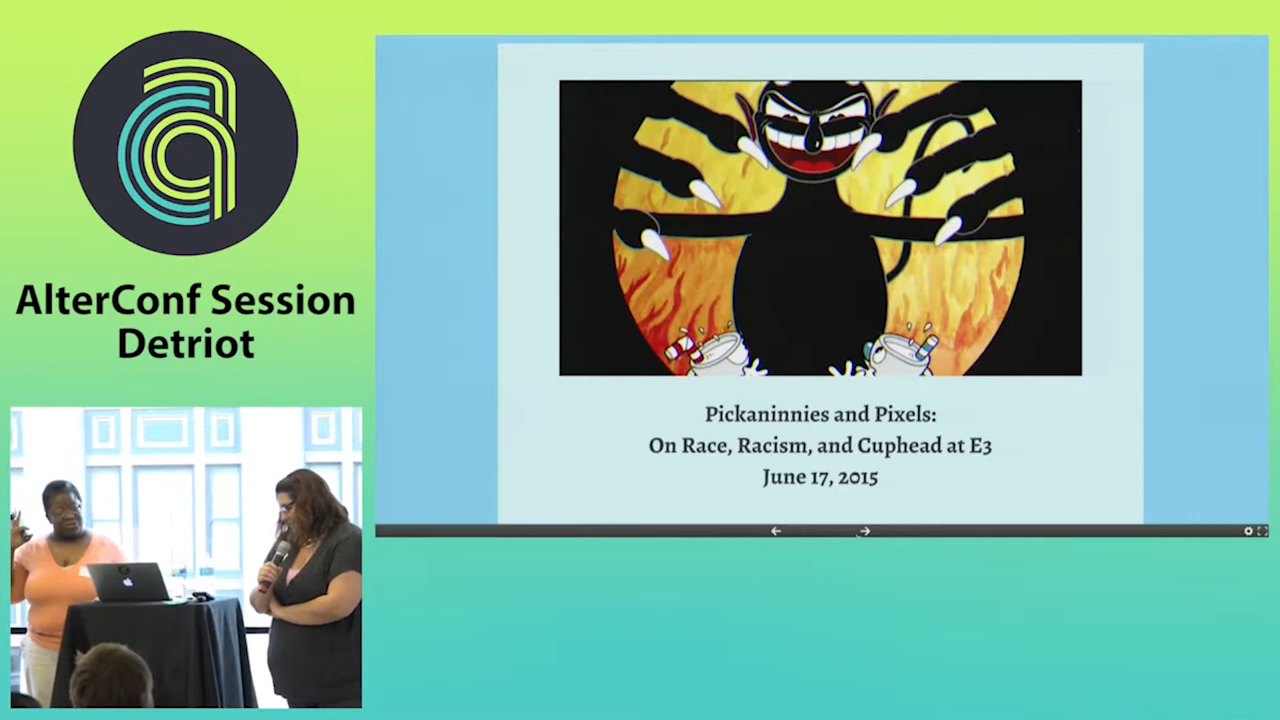 AlterConf Session
Detriot
Pickaninnies and Pixels:
On Race, Racism, and Cuphead at E3
June 17, 2015